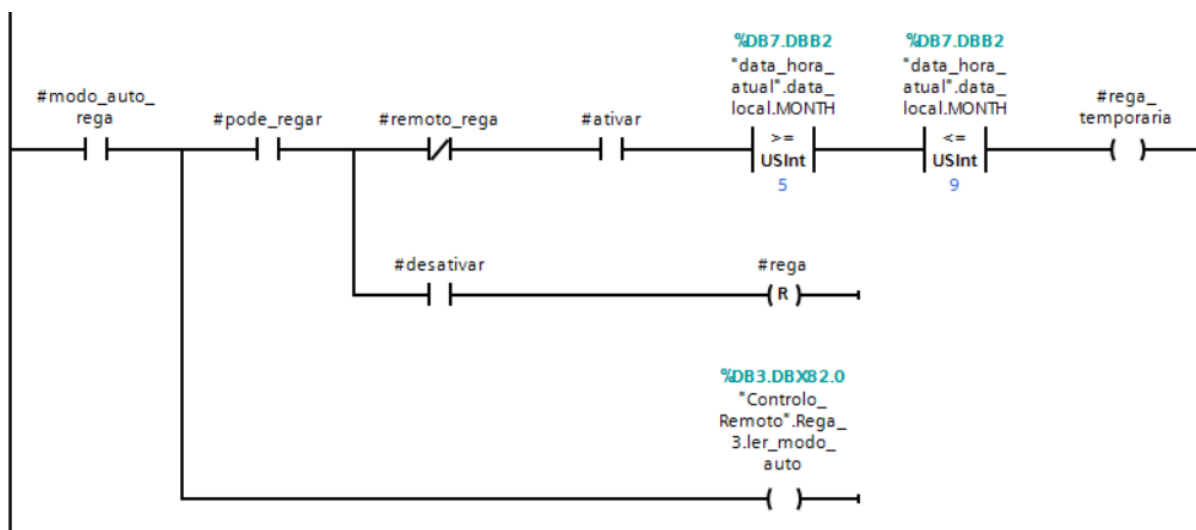 %DB7.DBB2
"data_hora_
atual".data_
local.MONTH
%DB7.DBB2
"data_hora_
atual".data_
local.MONTH
#modo_auto_
rega
#pode_regar
#remoto_rega
#ativar
#rega_
temporaria
>=
USInt
5
<=
USInt
9
#desativar
#rega
R
%DB3.DBX82.0
"Controlo_
Remoto".Rega_
3.ler_modo_
auto